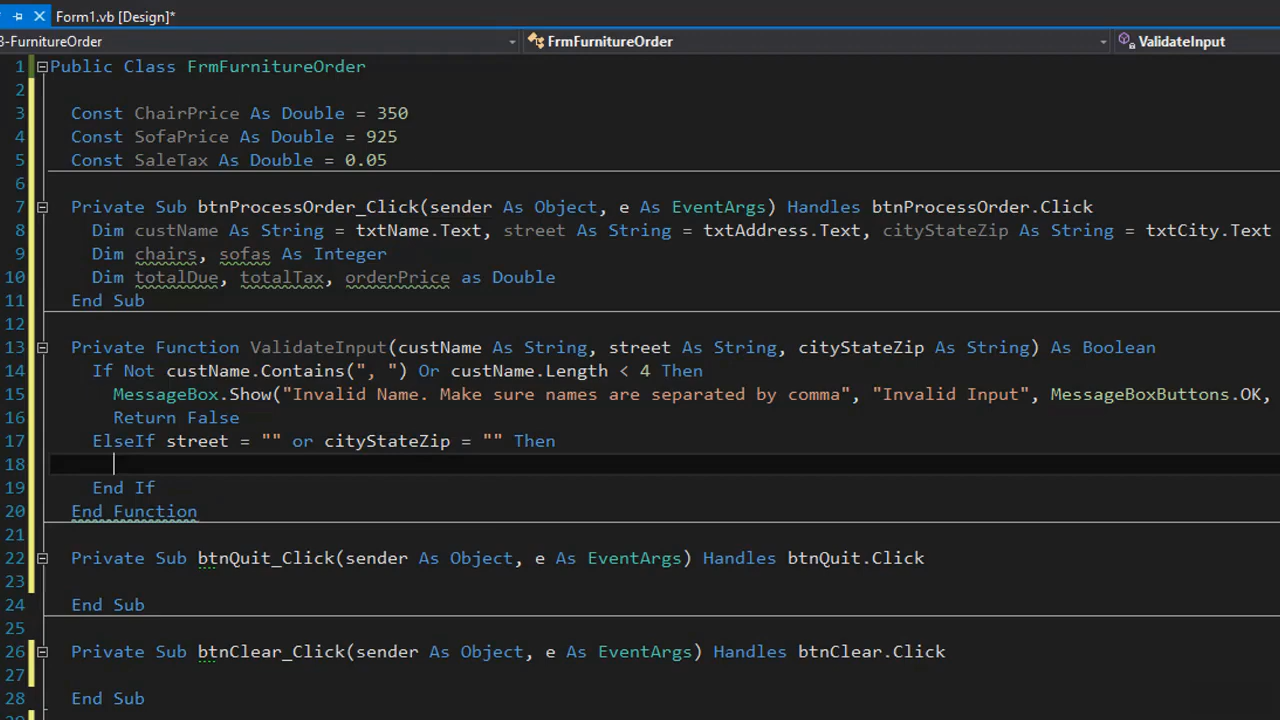 Form1.vb [Design]*
3-FurnitureOrder FrmFurnitureOrder ValidateInput
1 Public Class FrmFurnitureOrder
2
3 Const ChairPrice As Double = 350
4 Const SofaPrice As Double = 925
5 Const SaleTax As Double = 0.05
6
7 Private Sub btnProcessOrder_Click(sender As Object, e As EventArgs) Handles btnProcessOrder.Click
8 Dim custName As String = txtName.Text, street As String = txtAddress.Text, cityStateZip As String = txtCity.Text
9 Dim chairs, sofas As Integer
10 Dim totalDue, totalTax, orderPrice as Double
11 End Sub
12
13 Private Function ValidateInput(custName As String, street As String, cityStateZip As String) As Boolean
14 If Not custName.Contains(", ") Or custName.Length < 4 Then
15 MessageBox.Show("Invalid Name. Make sure names are separated by comma", "Invalid Input", MessageBoxButtons.OK,
16 Return False
17 ElseIf street = "" or cityStateZip = "" Then
18
19 End If
20 End Function
21
22 Private Sub btnQuit_Click(sender As Object, e As EventArgs) Handles btnQuit.Click
23
24 End Sub
25
26 Private Sub btnClear_Click(sender As Object, e As EventArgs) Handles btnClear.Click
27
28 End Sub